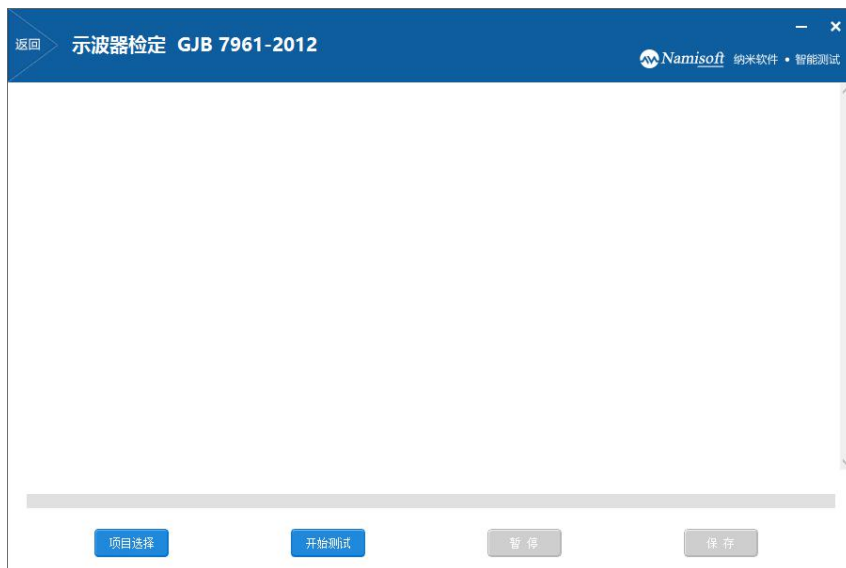 返回
示波器检定 GJB 7961-2012
Namisoft 纳米软件 • 智能测试
项目选择
开始测试
暂 停
保 存